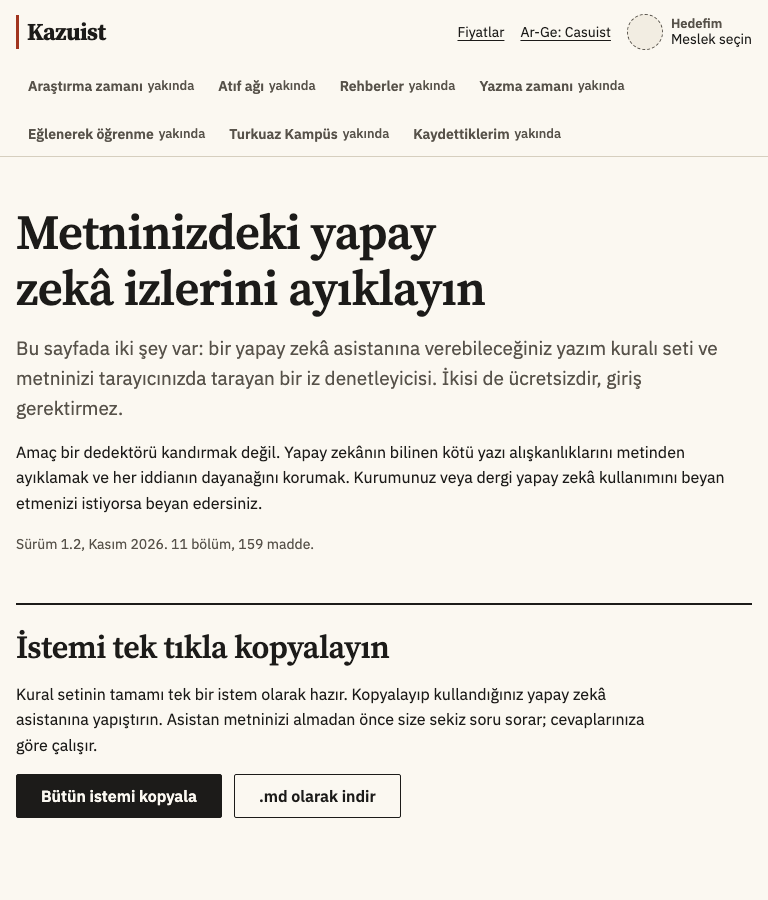 Kazuist
Fiyatlar
Ar-Ge: Casuist
Hedefim
Meslek seçin
Araştırma zamanı yakında
Atıf ağı yakında
Rehberler yakında
Yazma zamanı yakında
Eğlenerek öğrenme yakında
Turkuaz Kampüs yakında
Kaydettiklerim yakında
Metninizdeki yapay
zekâ izlerini ayıklayın
Bu sayfada iki şey var: bir yapay zekâ asistanına verebileceğiniz yazım kuralı seti ve
metninizi tarayıcınızda tarayan bir iz denetleyicisi. İkisi de ücretsizdir, giriş
gerektirmez.
Amaç bir dedektörü kandırmak değil. Yapay zekânın bilinen kötü yazı alışkanlıklarını metinden
ayıklamak ve her iddianın dayanağını korumak. Kurumunuz veya dergi yapay zekâ kullanımını beyan
etmenizi istiyorsa beyan edersiniz.
Sürüm 1.2, Kasım 2026. 11 bölüm, 159 madde.
İstemi tek tıkla kopyalayın
Kural setinin tamamı tek bir istem olarak hazır. Kopyalayıp kullandığınız yapay zekâ
asistanına yapıştırın. Asistan metninizi almadan önce size sekiz soru sorar; cevaplarınıza
göre çalışır.
Bütün istemi kopyala
.md olarak indir